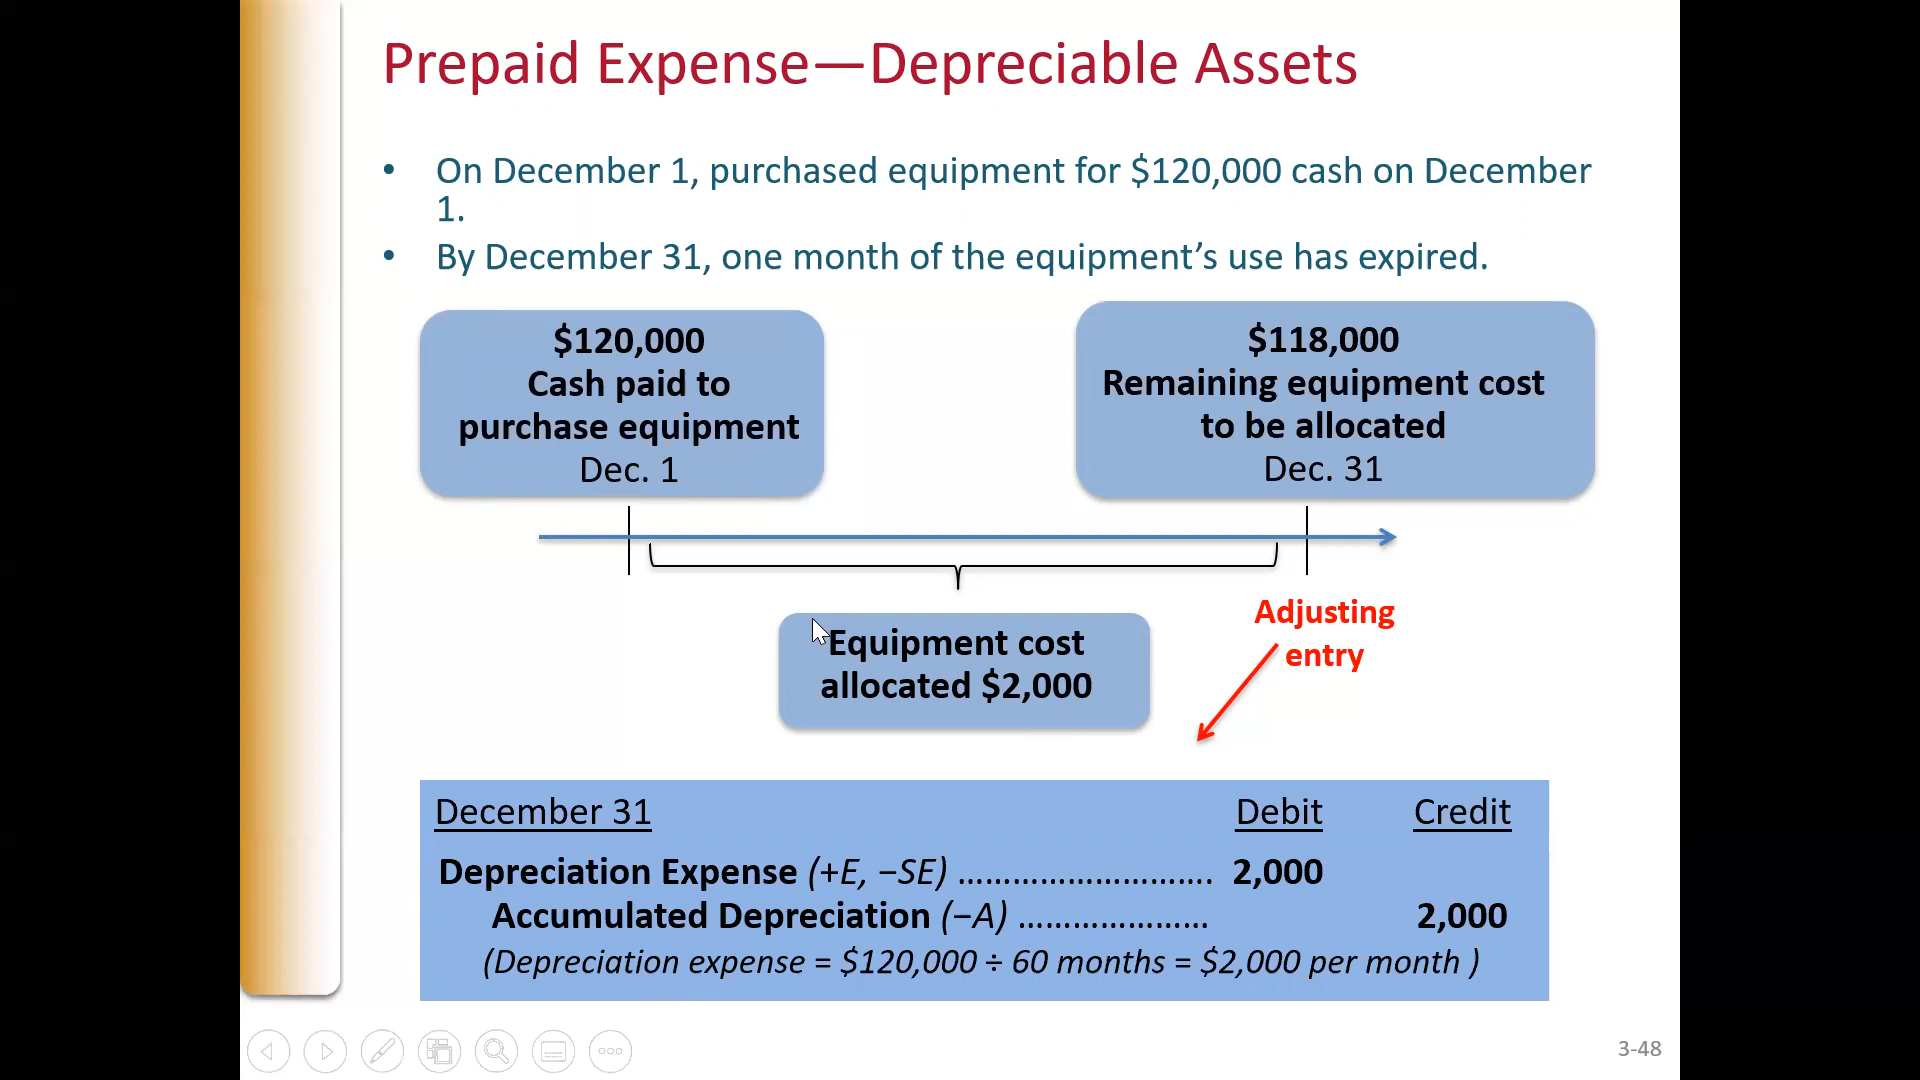 Prepaid Expense—Depreciable Assets
• On December 1, purchased equipment for $120,000 cash on December
1.
• By December 31, one month of the equipment’s use has expired.
$120,000
Cash paid to
purchase equipment
Dec. 1
$118,000
Remaining equipment cost
to be allocated
Dec. 31
Equipment cost
allocated $2,000
Adjusting
entry
December 31 Debit Credit
Depreciation Expense (+E, −SE) ............................ 2,000
Accumulated Depreciation (−A) ..................... 2,000
(Depreciation expense = $120,000 ÷ 60 months = $2,000 per month )
3-48